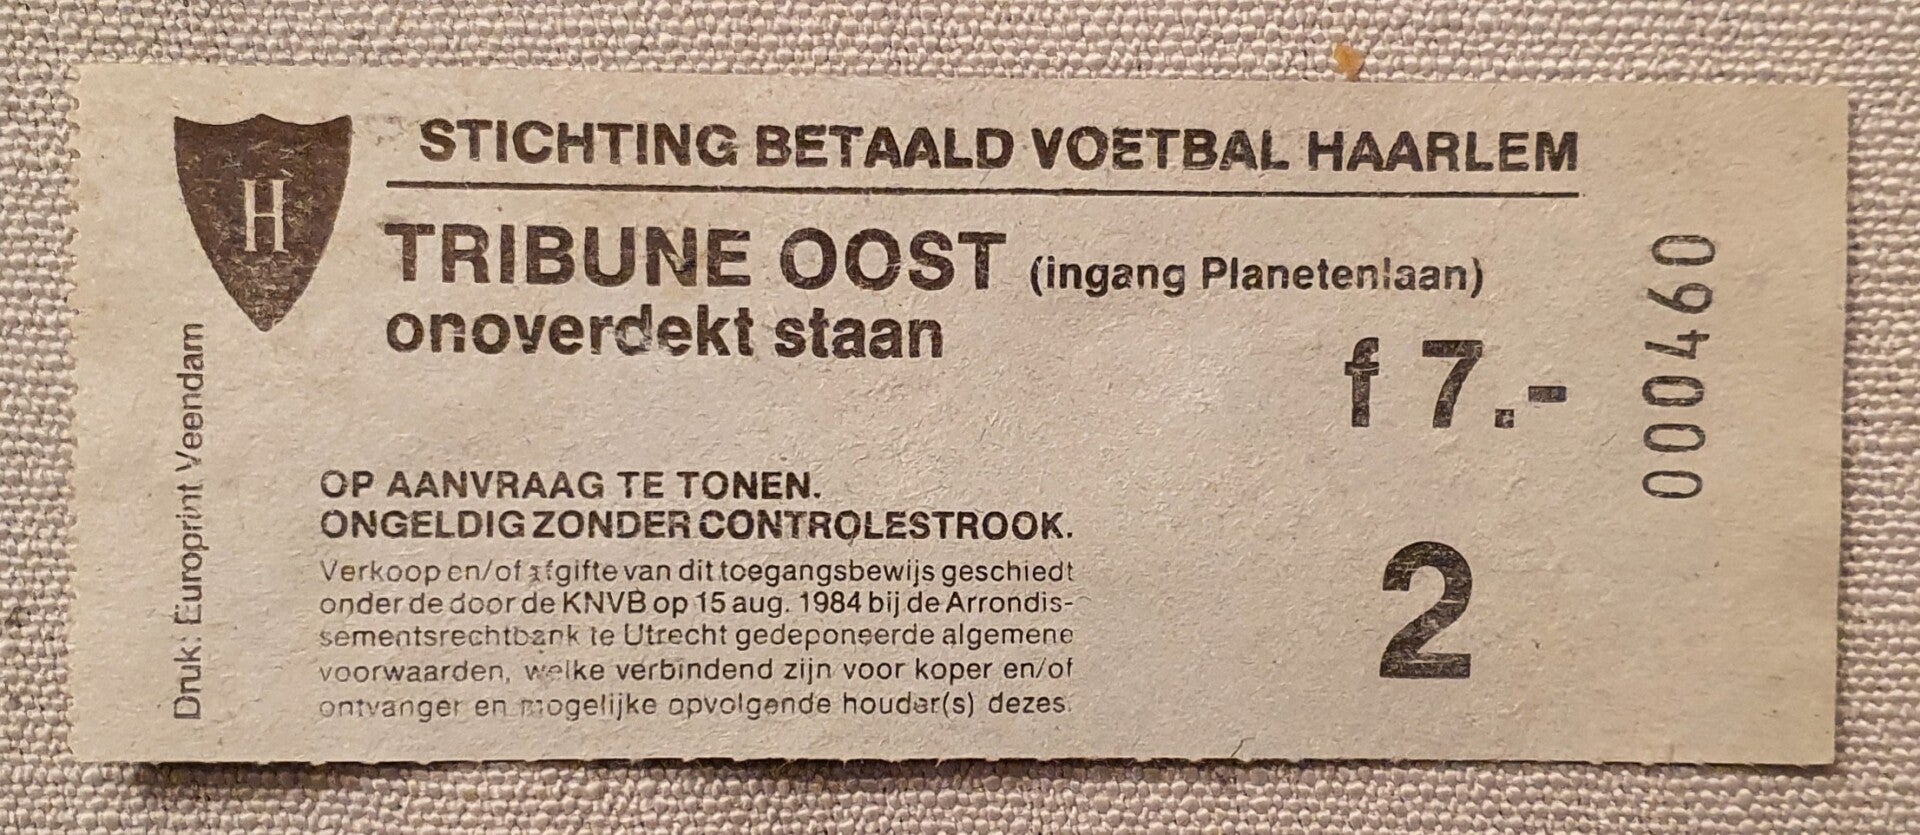 H
STICHTING BETAALD VOETBAL HAARLEM
TRIBUNE OOST (ingang Planetenlaan)
onoverdekt staan
f 7.-
000460
OP AANVRAAG TE TONEN.
ONGELDIG ZONDER CONTROLESTROOK.
Verkoop en/of afgifte van dit toegangsbewijs geschiedt
onder de door de KNVB op 15 aug. 1984 bij de Arrondis-
sementsrechtbank te Utrecht gedeponeerde algemene
voorwaarden, welke verbindend zijn voor koper en/of
ontvanger en mogelijke opvolgende houder(s) dezes.
2
Druk: Europrint Veendam